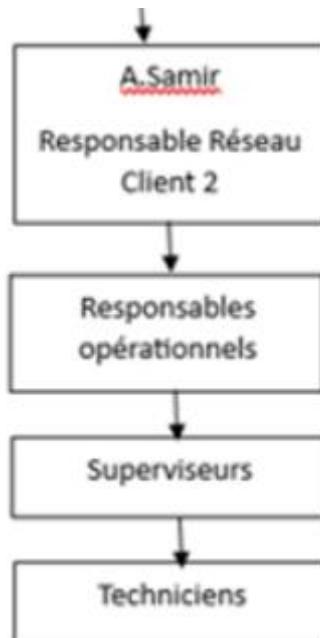 A.Samir
Responsable Réseau
Client 2
Responsables
opérationnels
Superviseurs
Techniciens